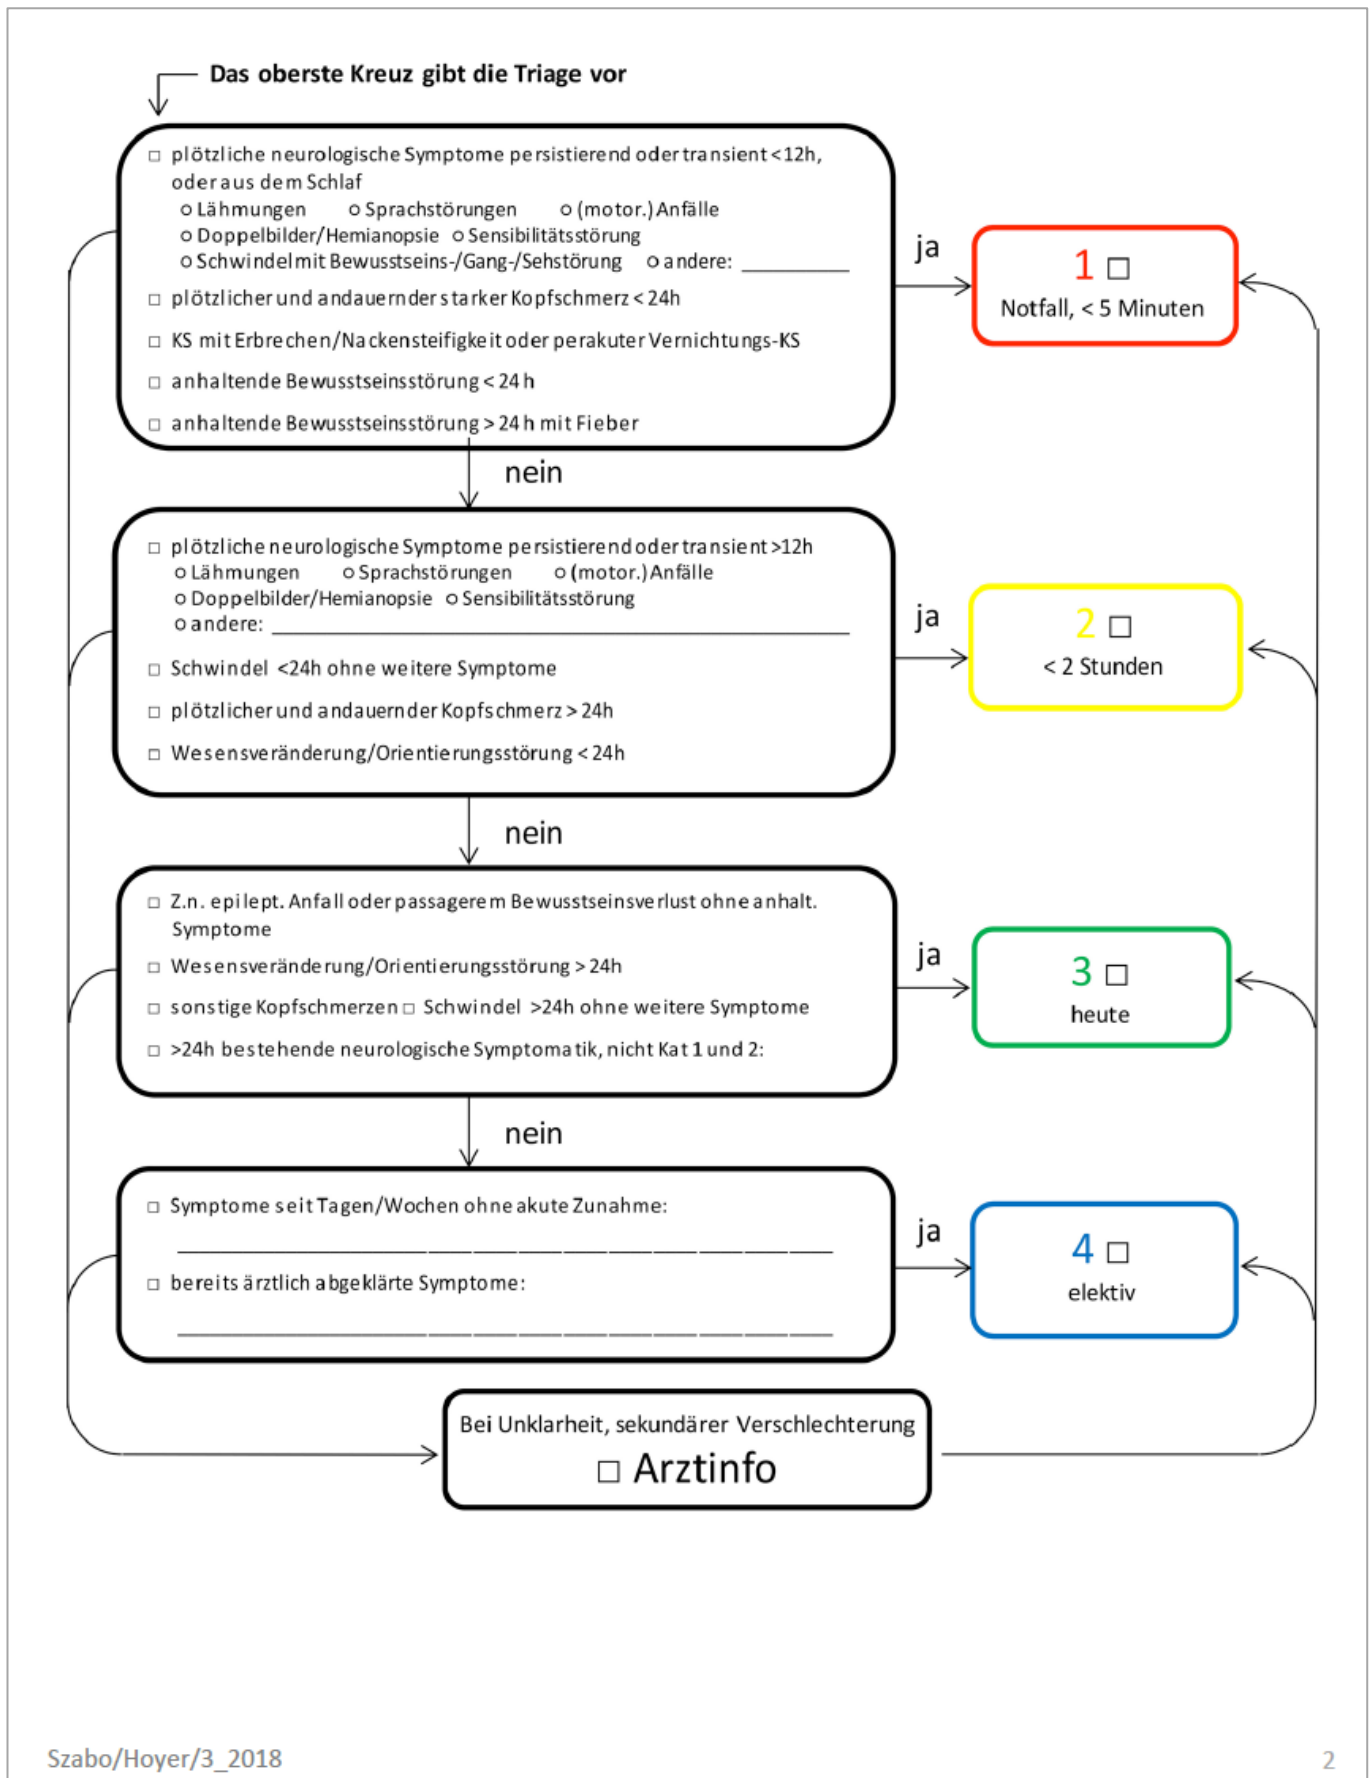 Das oberste Kreuz gibt die Triage vor
□ plötzliche neurologische Symptome persistierend oder transient <12h,
oder aus dem Schlaf
○ Lähmungen ○ Sprachstörungen ○ (motor.) Anfälle
○ Doppelbilder/Hemianopsie ○ Sensibilitätsstörung
○ Schwindel mit Bewusstseins-/Gang-/Sehstörung ○ andere: __________
□ plötzlicher und andauernder starker Kopfschmerz < 24h
□ KS mit Erbrechen/Nackensteifigkeit oder perakuter Vernichtungs-KS
□ anhaltende Bewusstseinsstörung < 24 h
□ anhaltende Bewusstseinsstörung > 24 h mit Fieber
ja
1 □
Notfall, < 5 Minuten
nein
□ plötzliche neurologische Symptome persistierend oder transient >12h
○ Lähmungen ○ Sprachstörungen ○ (motor.) Anfälle
○ Doppelbilder/Hemianopsie ○ Sensibilitätsstörung
○ andere: __________
□ Schwindel <24h ohne weitere Symptome
□ plötzlicher und andauernder Kopfschmerz > 24h
□ Wesensveränderung/Orientierungsstörung < 24h
ja
2 □
< 2 Stunden
nein
□ Z.n. epilept. Anfall oder passagerem Bewusstseinsverlust ohne anhalt.
Symptome
□ Wesensveränderung/Orientierungsstörung > 24h
□ sonstige Kopfschmerzen □ Schwindel >24h ohne weitere Symptome
□ >24h bestehende neurologische Symptomatik, nicht Kat 1 und 2:
ja
3 □
heute
nein
□ Symptome seit Tagen/Wochen ohne akute Zunahme:
□ bereits ärztlich abgeklärte Symptome:
ja
4 □
elektiv
Bei Unklarheit, sekundärer Verschlechterung
□ Arztinfo
Szabo/Hoyer/3_2018
2